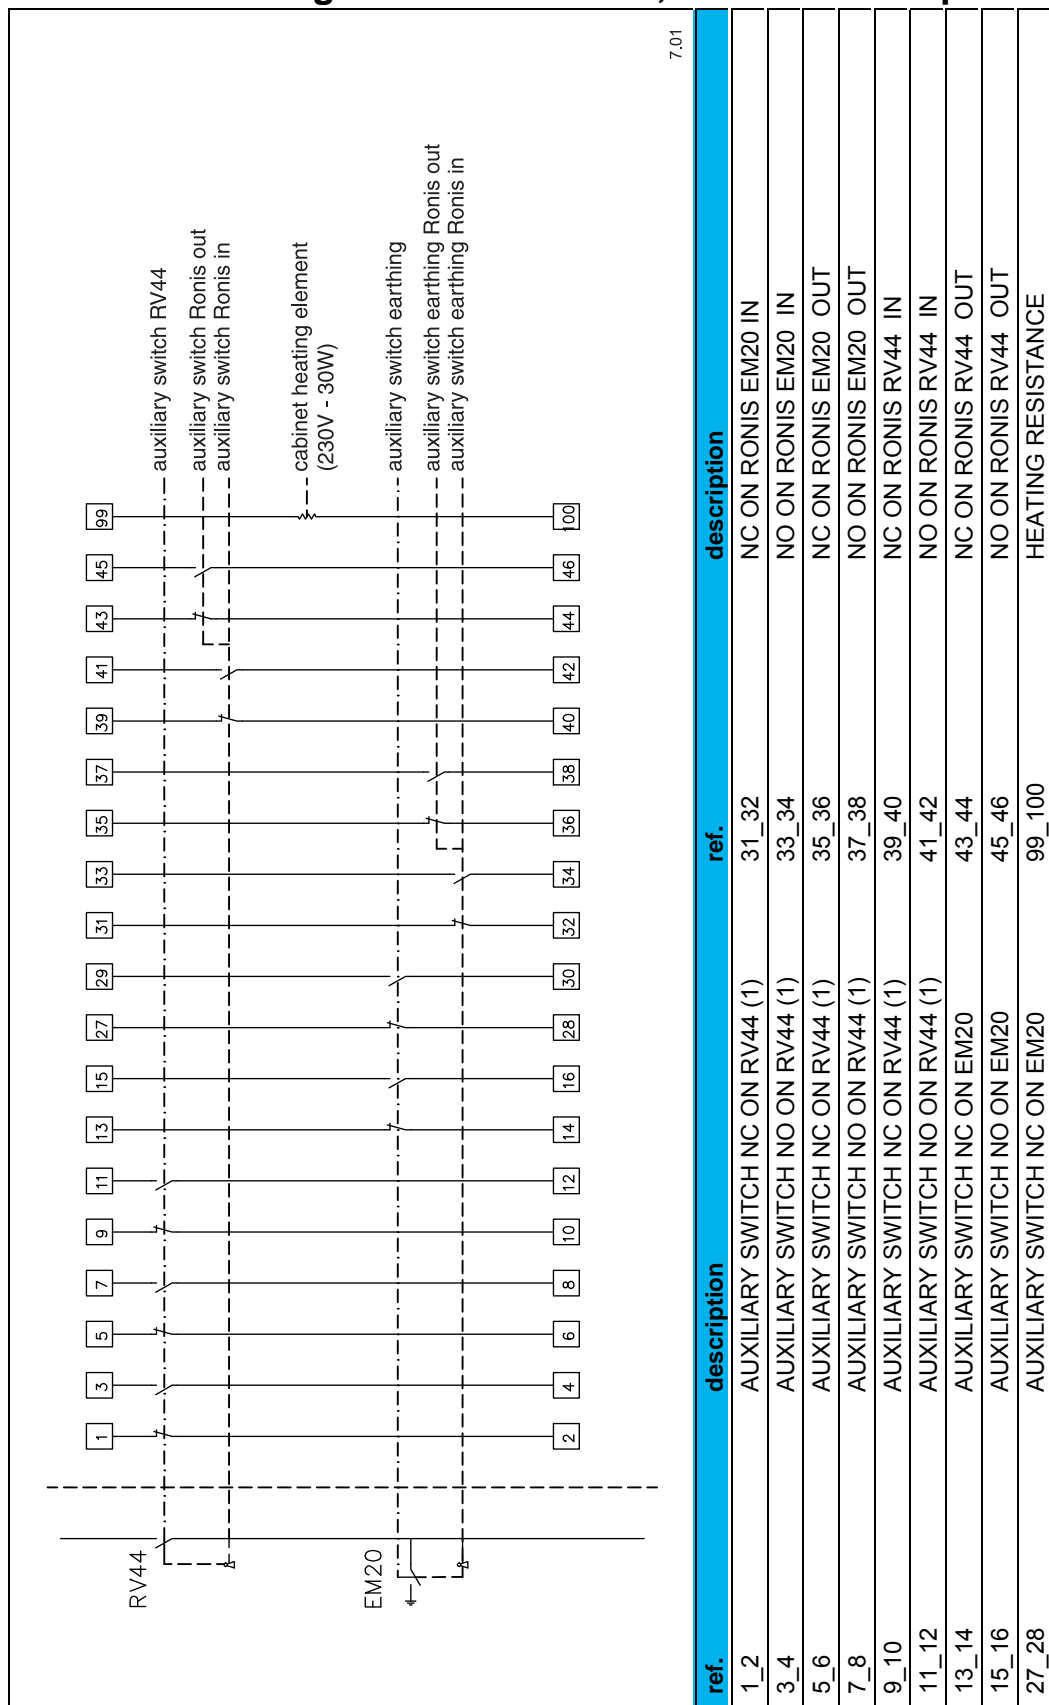 7.01
99
45
43
41
39
37
35
33
31
29
27
15
13
11
9
7
5
3
1
auxiliary switch RV44
auxiliary switch Ronis out
auxiliary switch Ronis in
cabinet heating element
(230V - 30W)
auxiliary switch earthing
auxiliary switch earthing Ronis out
auxiliary switch earthing Ronis in
100
46
44
42
40
38
36
34
32
30
28
16
14
12
10
8
6
4
2
RV44
EM20
ref. description ref. description
1_2 AUXILIARY SWITCH NC ON RV44 (1) 31_32 NC ON RONIS EM20 IN
3_4 AUXILIARY SWITCH NO ON RV44 (1) 33_34 NO ON RONIS EM20 IN
5_6 AUXILIARY SWITCH NC ON RV44 (1) 35_36 NC ON RONIS EM20 OUT
7_8 AUXILIARY SWITCH NO ON RV44 (1) 37_38 NO ON RONIS EM20 OUT
9_10 AUXILIARY SWITCH NC ON RV44 (1) 39_40 NC ON RONIS RV44 IN
11_12 AUXILIARY SWITCH NO ON RV44 (1) 41_42 NO ON RONIS RV44 IN
13_14 AUXILIARY SWITCH NC ON EM20 43_44 NC ON RONIS RV44 OUT
15_16 AUXILIARY SWITCH NO ON EM20 45_46 NO ON RONIS RV44 OUT
27_28 AUXILIARY SWITCH NC ON EM20 99_100 HEATING RESISTANCE